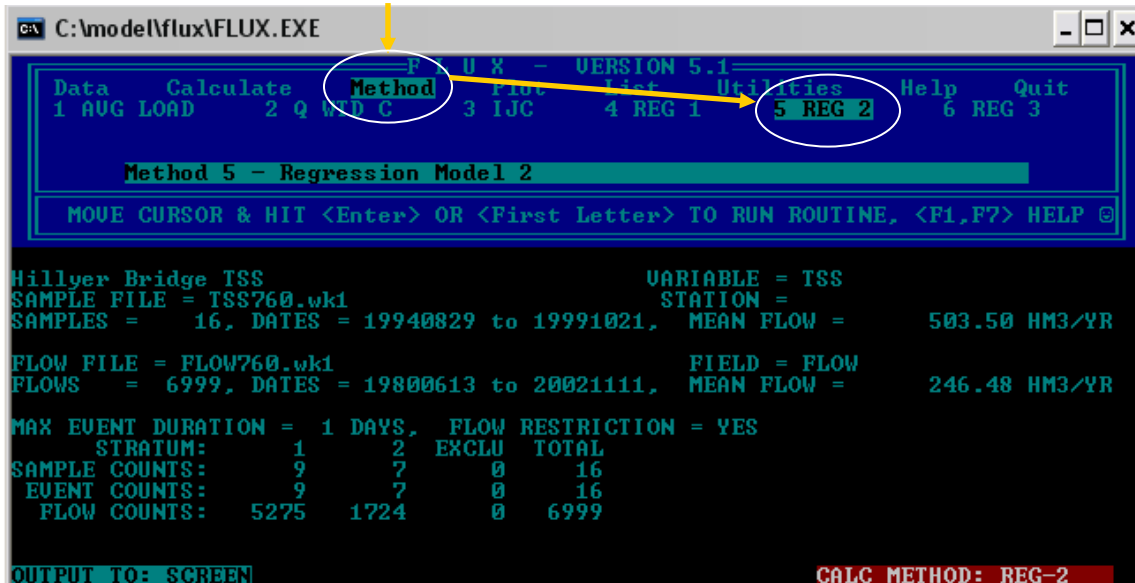 C:\model\flux\FLUX.EXE
F L U X - VERSION 5.1
Data Calculate Method Plot List Utilities Help Quit
1 AVG LOAD 2 Q WTD C 3 IJC 4 REG 1 5 REG 2 6 REG 3
Method 5 - Regression Model 2
MOVE CURSOR & HIT <Enter> OR <First Letter> TO RUN ROUTINE, <F1,F7> HELP
Hillyer Bridge TSS VARIABLE = TSS
SAMPLE FILE = TSS760.wk1 STATION =
SAMPLES = 16, DATES = 19940829 to 19991021, MEAN FLOW = 503.50 HM3/YR
FLOW FILE = FLOW760.wk1 FIELD = FLOW
FLOWS = 6999, DATES = 19800613 to 20021111, MEAN FLOW = 246.48 HM3/YR
MAX EVENT DURATION = 1 DAYS, FLOW RESTRICTION = YES
STRATUM: 1 2 EXCLU TOTAL
SAMPLE COUNTS: 9 7 0 16
EVENT COUNTS: 9 7 0 16
FLOW COUNTS: 5275 1724 0 6999
OUTPUT TO: SCREEN CALC METHOD: REG-2